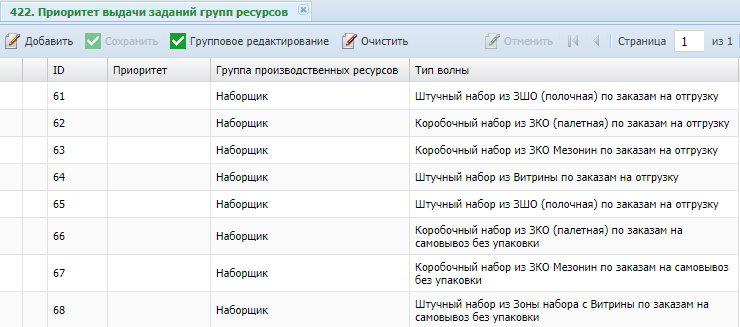 422. Приоритет выдачи заданий групп ресурсов
Добавить Сохранить Групповое редактирование Очистить Отменить Страница 1 из 1
ID Приоритет Группа производственных ресурсов Тип волны
61 Наборщик Штучный набор из ЗШО (полочная) по заказам на отгрузку
62 Наборщик Коробочный набор из ЗКО (палетная) по заказам на отгрузку
63 Наборщик Коробочный набор из ЗКО Мезонин по заказам на отгрузку
64 Наборщик Штучный набор из Витрины по заказам на отгрузку
65 Наборщик Штучный набор из ЗШО (полочная) по заказам на отгрузку
66 Наборщик Коробочный набор из ЗКО (палетная) по заказам на
самовывоз без упаковки
67 Наборщик Коробочный набор из ЗКО Мезонин по заказам на самовывоз
без упаковки
68 Наборщик Штучный набор из Зоны набора с Витрины по заказам на
самовывоз без упаковки